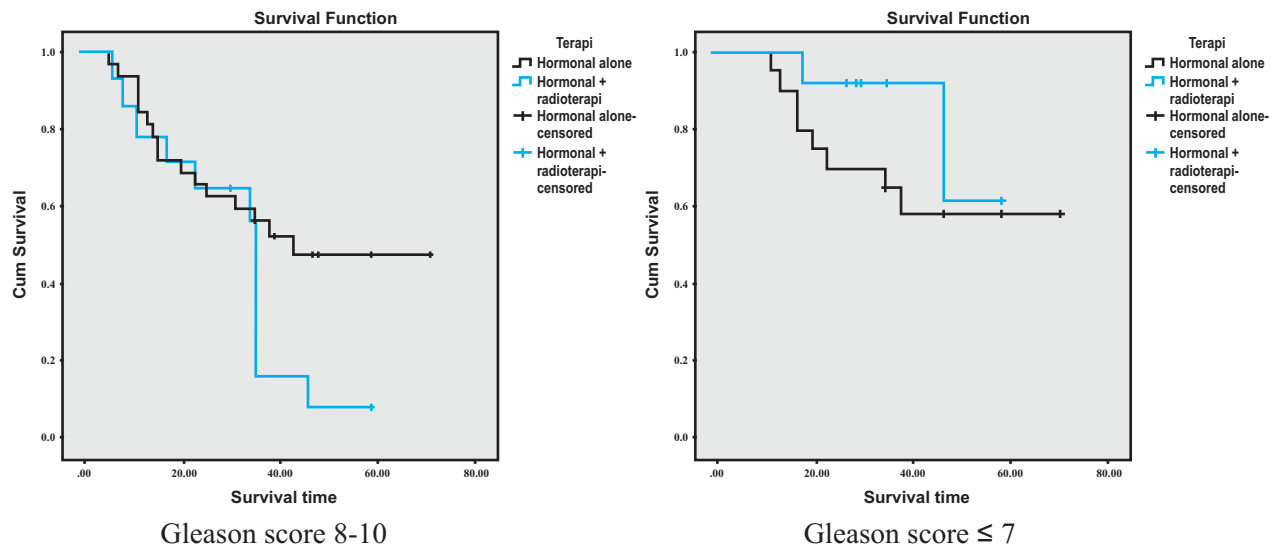 Survival Function
1.0
0.8
0.6
0.4
0.2
0.0
Cum Survival
.00 20.00 40.00 60.00 80.00
Survival time
Terapi
Hormonal alone
Hormonal +
radioterapi
Hormonal alone-
censored
Hormonal +
radioterapi-
censored
Gleason score 8-10
Survival Function
1.0
0.8
0.6
0.4
0.2
0.0
Cum Survival
.00 20.00 40.00 60.00 80.00
Survival time
Terapi
Hormonal alone
Hormonal +
radioterapi
Hormonal alone-
censored
Hormonal +
radioterapi-
censored
Gleason score ≤ 7